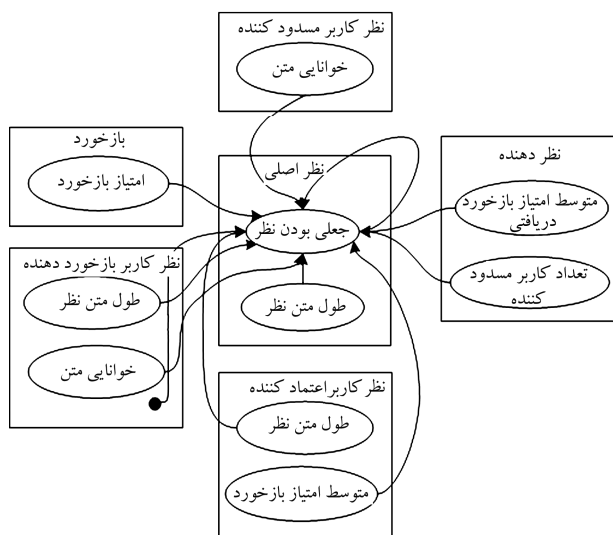 نظر کاربر مسدود کننده
خوانایی متن
بازخورد
امتیاز بازخورد
نظر اصلی
جعلی بودن نظر
طول متن نظر
نظر دهنده
متوسط امتیاز بازخورد
دریافتی
تعداد کاربر مسدود
کننده
نظر کاربر بازخورد دهنده
طول متن نظر
خوانایی متن
نظر کاربراعتماد کننده
طول متن نظر
متوسط امتیاز بازخورد